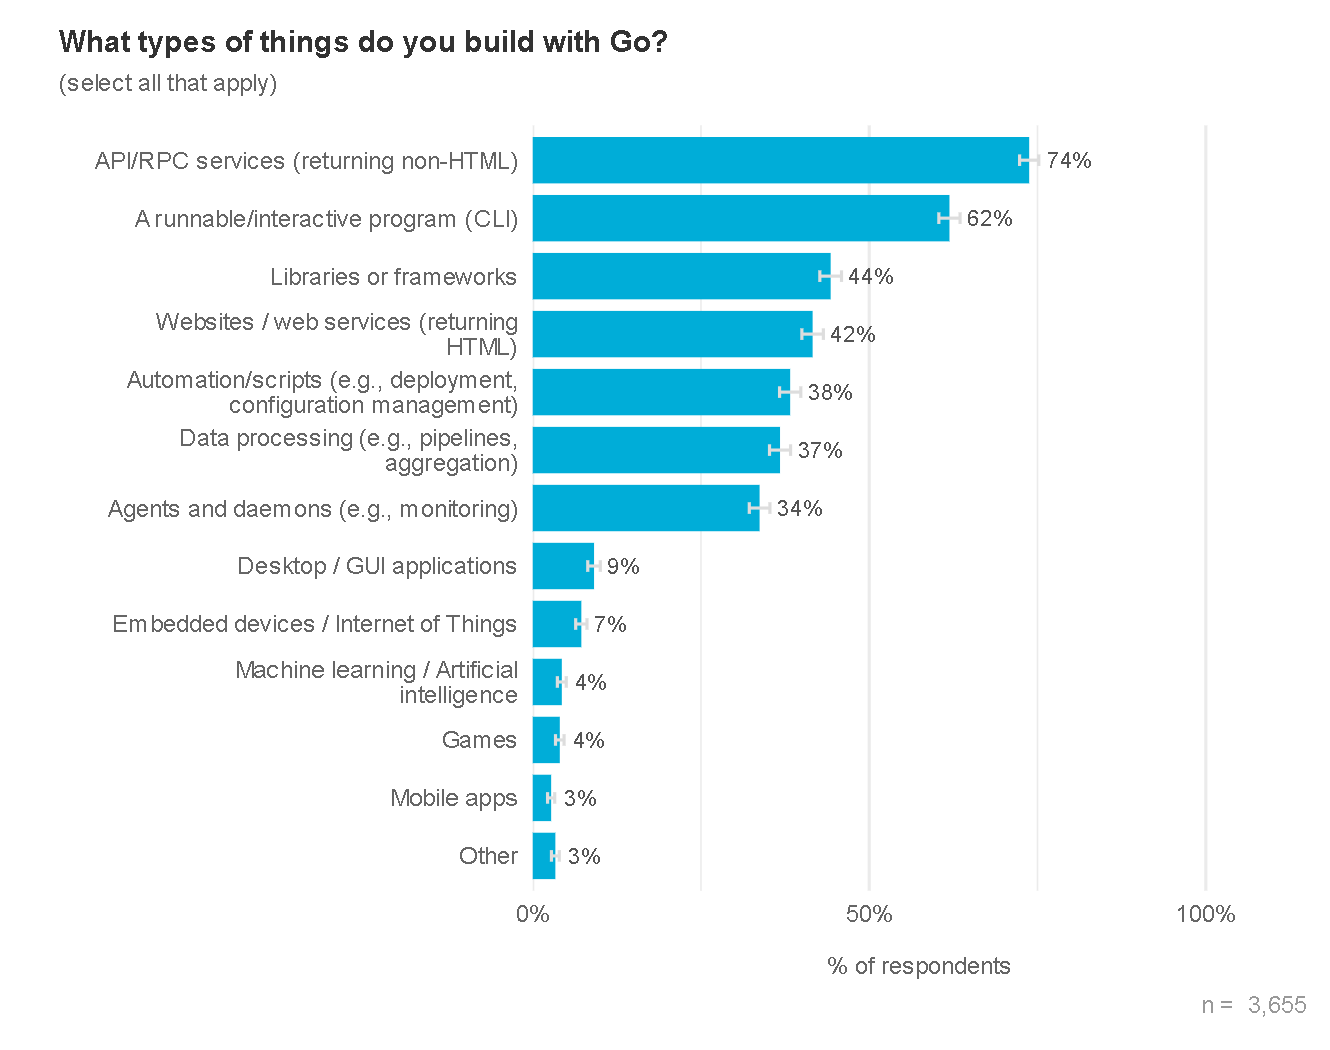 What types of things do you build with Go?
(select all that apply)
API/RPC services (returning non-HTML) 74%
A runnable/interactive program (CLI) 62%
Libraries or frameworks 44%
Websites / web services (returning
HTML) 42%
Automation/scripts (e.g., deployment,
configuration management) 38%
Data processing (e.g., pipelines,
aggregation) 37%
Agents and daemons (e.g., monitoring) 34%
Desktop / GUI applications 9%
Embedded devices / Internet of Things 7%
Machine learning / Artificial
intelligence 4%
Games 4%
Mobile apps 3%
Other 3%
0% 50% 100%
% of respondents
n = 3,655